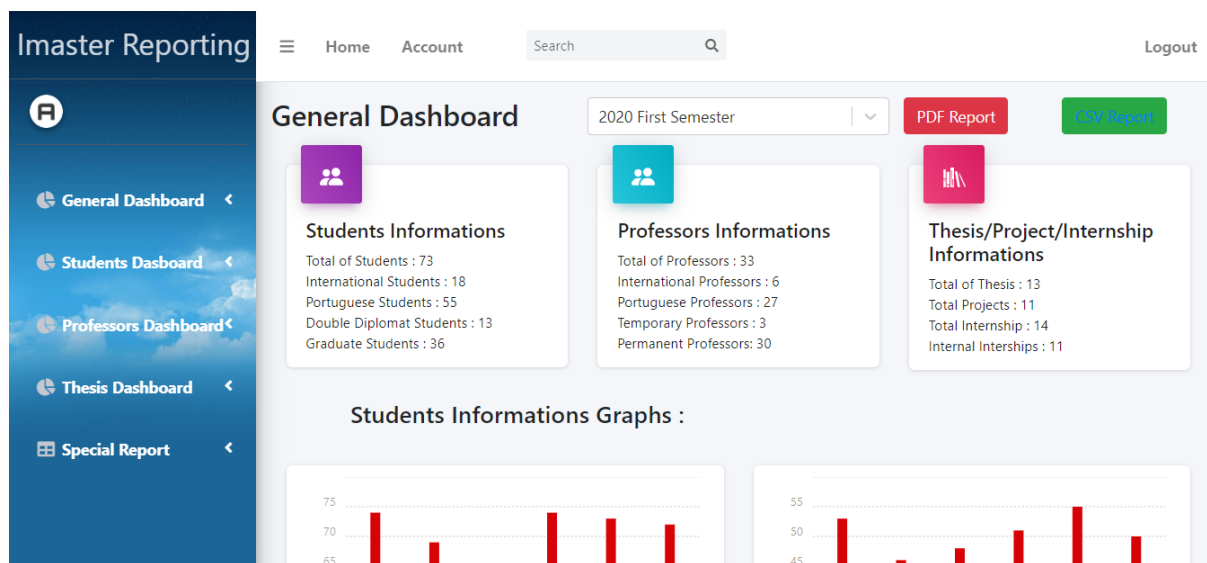 Imaster Reporting
Home Account Search Logout
General Dashboard 2020 First Semester PDF Report CSV Report
General Dashboard
Students Dasboard
Professors Dashboard
Thesis Dashboard
Special Report
Students Informations
Total of Students : 73
International Students : 18
Portuguese Students : 55
Double Diplomat Students : 13
Graduate Students : 36
Professors Informations
Total of Professors : 33
International Professors : 6
Portuguese Professors : 27
Temporary Professors : 3
Permanent Professors: 30
Thesis/Project/Internship
Informations
Total of Thesis : 13
Total Projects : 11
Total Internship : 14
Internal Interships : 11
Students Informations Graphs :
75
70
65
55
50
45